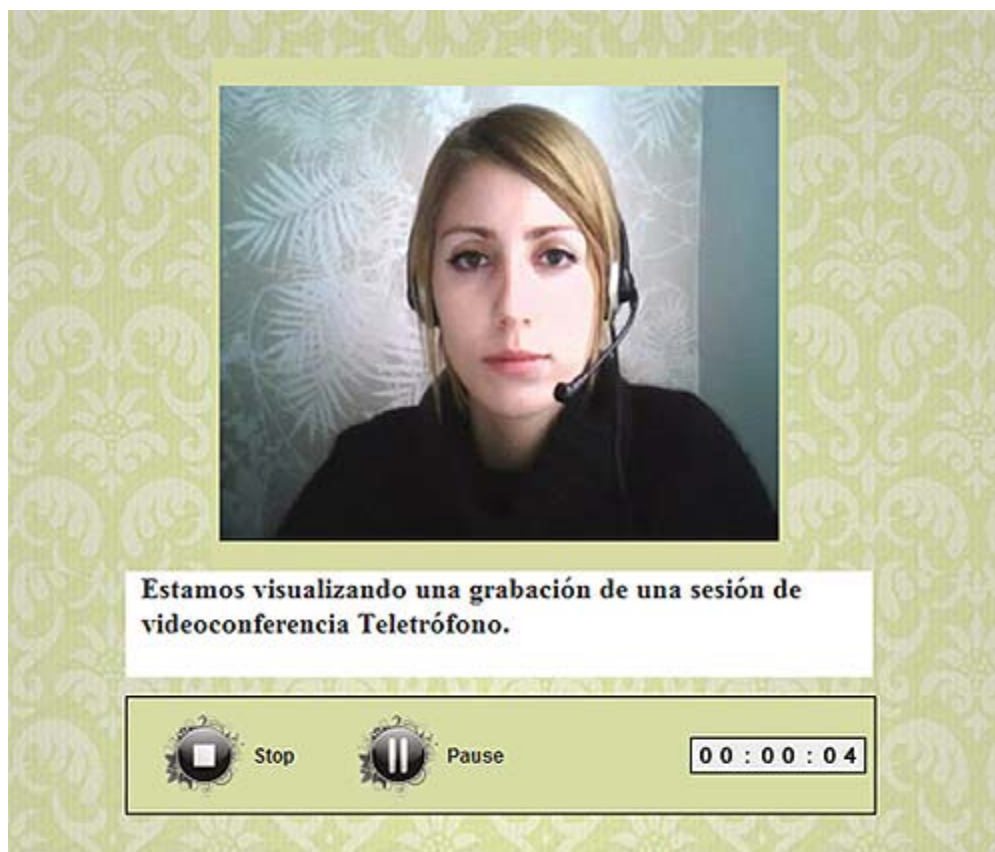 Estamos visualizando una grabación de una sesión de
videoconferencia Teletrófono.
Stop
Pause
00:00:04